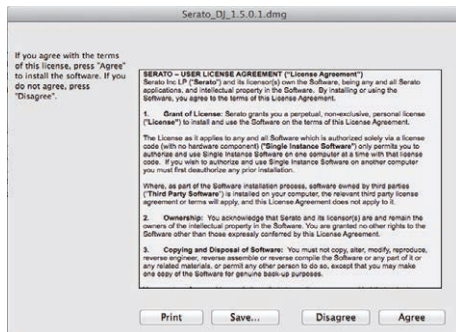 Serato_DJ_1.5.0.1.dmg
If you agree with the terms
of this license, press "Agree"
to install the software. If you
do not agree, press
"Disagree".
SERATO – USER LICENSE AGREEMENT ("License Agreement")
Serato Inc LP ("Serato") and its licensor(s) own the Software, being any and all Serato
applications, and intellectual property in the Software. By installing or using the
Software, you agree to the terms of this License Agreement.
1. Grant of License: Serato grants you a perpetual, non-exclusive, personal license
("License") to install and use the Software on the terms of this License Agreement.
The License as it applies to any and all Software which is authorized solely via a license
code (with no hardware component) ("Single Instance Software") only permits you to
authorize and use Single Instance Software on one computer at a time with that license
code. If you wish to authorize and use Single Instance Software on another computer
you must first deauthorize any prior installation.
Where, as part of the Software installation process, software owned by third parties
("Third Party Software") is installed on your computer, the relevant third party license
agreement or terms will apply, and this License Agreement does not apply to it.
2. Ownership: You acknowledge that Serato and its licensor(s) are and remain the
owners of the intellectual property in the Software. You are granted no other rights to the
Software other than those expressly conferred by this License Agreement.
3. Copying and Disposal of Software: You must not copy, alter, modify, reproduce,
reverse engineer, reverse assemble or reverse compile the Software or any part of it or
any related materials, or permit any other person to do so, except that you may make
one copy of the Software for genuine back-up purposes.
Print Save... Disagree Agree